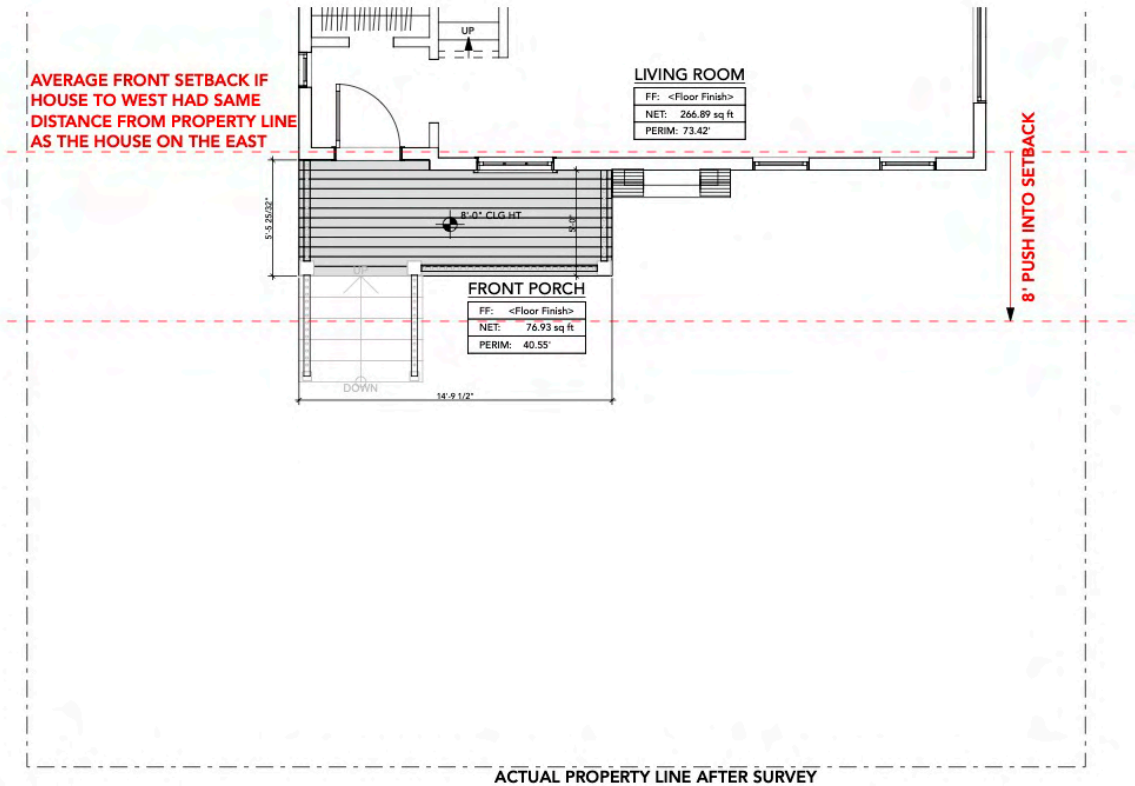 UP
LIVING ROOM
FF: <Floor Finish>
NET: 266.89 sq ft
PERIM: 73.42'
AVERAGE FRONT SETBACK IF
HOUSE TO WEST HAD SAME
DISTANCE FROM PROPERTY LINE
AS THE HOUSE ON THE EAST
8' PUSH INTO SETBACK
5'-5 25/32"
8'-0" CLG HT
5'-0"
UP
FRONT PORCH
FF: <Floor Finish>
NET: 76.93 sq ft
PERIM: 40.55'
DOWN
14'-9 1/2"
ACTUAL PROPERTY LINE AFTER SURVEY